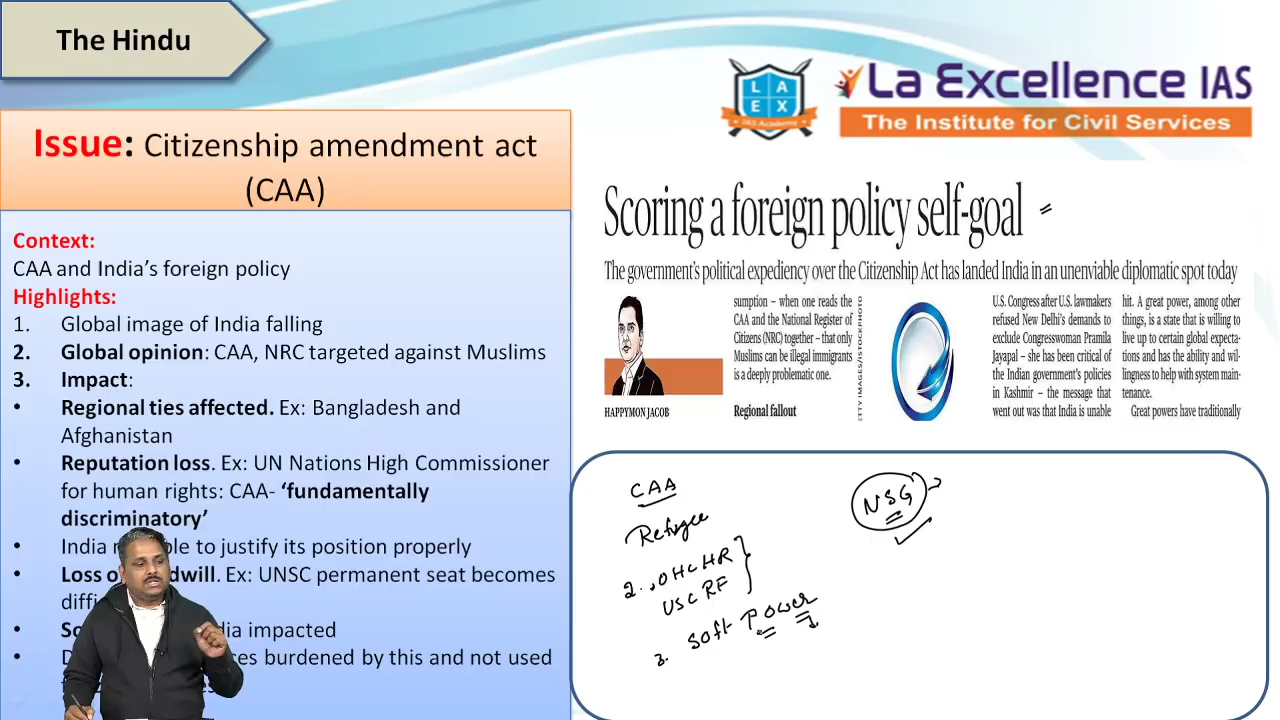 The Hindu
L A
E X
IAS Academy
La Excellence IAS
The Institute for Civil Services
Issue: Citizenship amendment act
(CAA)
Context:
CAA and India’s foreign policy
Highlights:
1. Global image of India falling
2. Global opinion: CAA, NRC targeted against Muslims
3. Impact:
• Regional ties affected. Ex: Bangladesh and
Afghanistan
• Reputation loss. Ex: UN Nations High Commissioner
for human rights: CAA- ‘fundamentally
discriminatory’
• India to justify its position properly
• Loss Ex: UNSC permanent seat becomes
• impacted
• burdened by this and not used
Scoring a foreign policy self-goal
The government’s political expediency over the Citizenship Act has landed India in an unenviable diplomatic spot today
HAPPYMON JACOB
sumption – when one reads the
CAA and the National Register of
Citizens (NRC) together – that only
Muslims can be illegal immigrants
is a deeply problematic one.
Regional fallout
ETTY IMAGES/ISTOCKPHOTO
U.S. Congress after U.S. lawmakers
refused New Delhi’s demands to
exclude Congresswoman Pramila
Jayapal – she has been critical of
the Indian government’s policies
in Kashmir – the message that
went out was that India is unable
hit. A great power, among other
things, is a state that is willing to
live up to certain global expecta-
tions and has the ability and wil-
lingness to help with system main-
tenance.
Great powers have traditionally
CAA
Refugee
2. OHCHR
USCRF
3. Soft Power
NSG